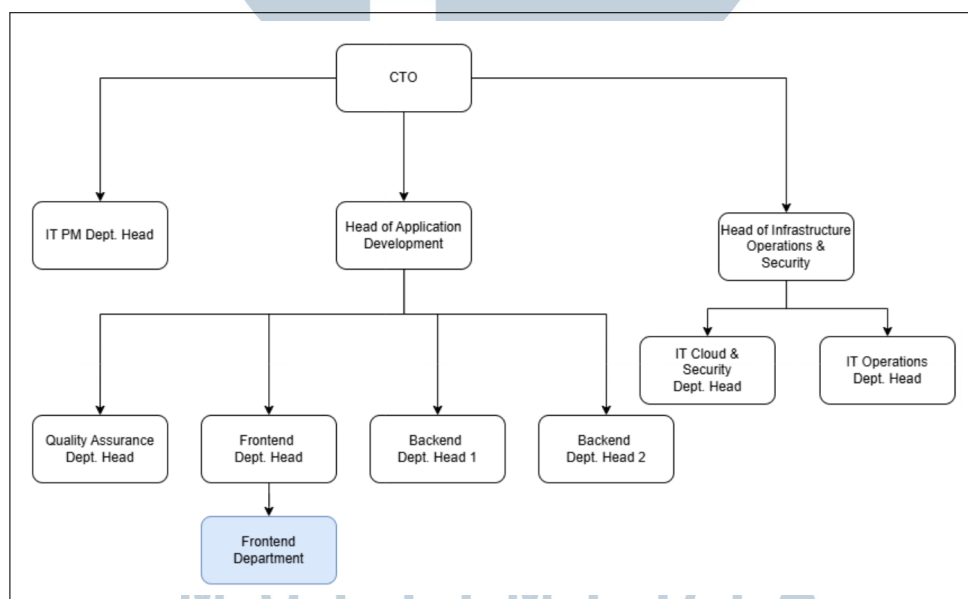 CTO
IT PM Dept. Head
Head of Application
Development
Head of Infrastructure
Operations &
Security
IT Cloud &
Security
Dept. Head
IT Operations
Dept. Head
Quality Assurance
Dept. Head
Frontend
Dept. Head
Backend
Dept. Head 1
Backend
Dept. Head 2
Frontend
Department